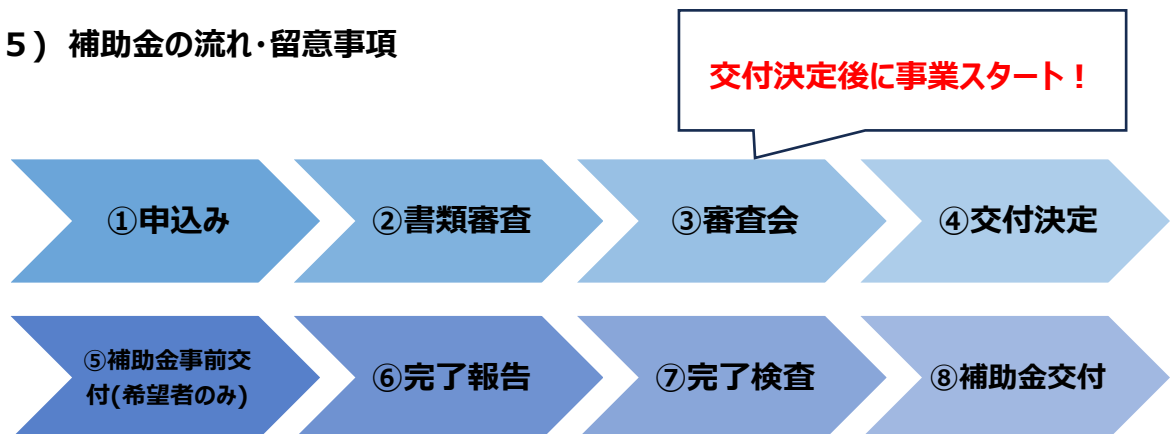 5) 補助金の流れ・留意事項
交付決定後に事業スタート！
①申込み
②書類審査
③審査会
④交付決定
⑤補助金事前交
付(希望者のみ)
⑥完了報告
⑦完了検査
⑧補助金交付